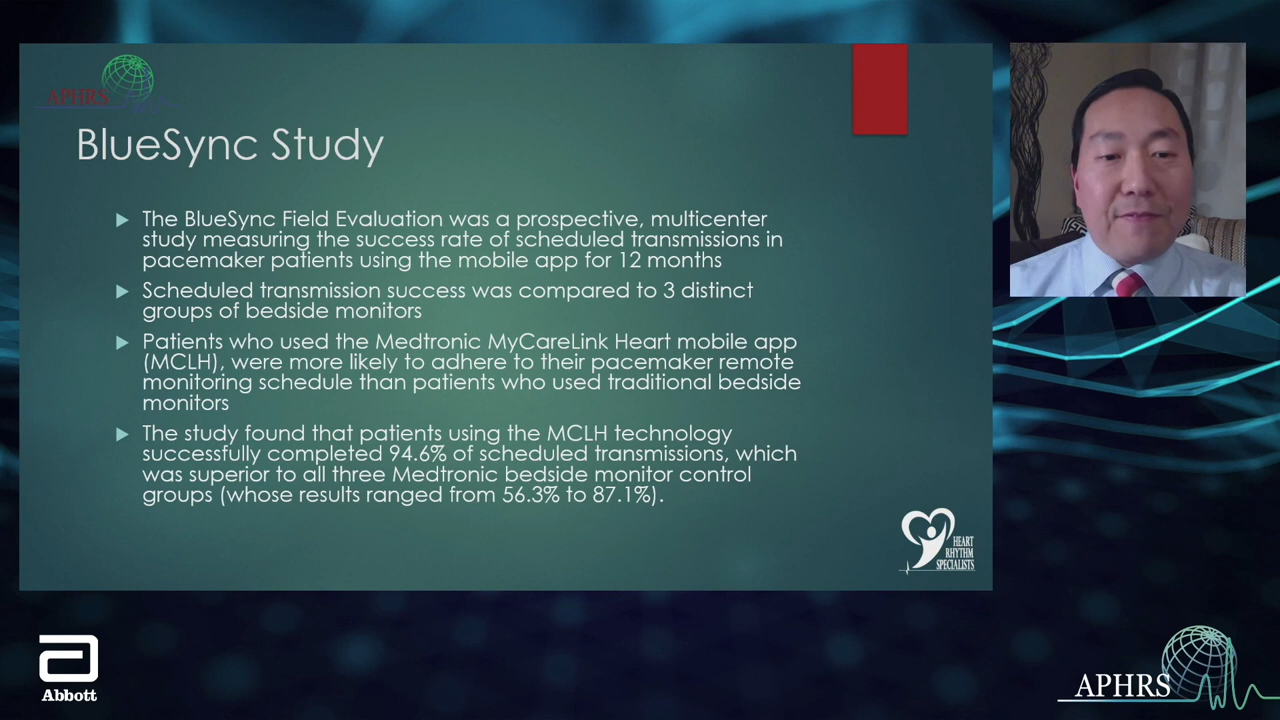 APHRS
BlueSync Study
The BlueSync Field Evaluation was a prospective, multicenter
study measuring the success rate of scheduled transmissions in
pacemaker patients using the mobile app for 12 months
Scheduled transmission success was compared to 3 distinct
groups of bedside monitors
Patients who used the Medtronic MyCareLink Heart mobile app
(MCLH), were more likely to adhere to their pacemaker remote
monitoring schedule than patients who used traditional bedside
monitors
The study found that patients using the MCLH technology
successfully completed 94.6% of scheduled transmissions, which
was superior to all three Medtronic bedside monitor control
groups (whose results ranged from 56.3% to 87.1%).
HEART
RHYTHM
SPECIALISTS
Abbott
APHRS